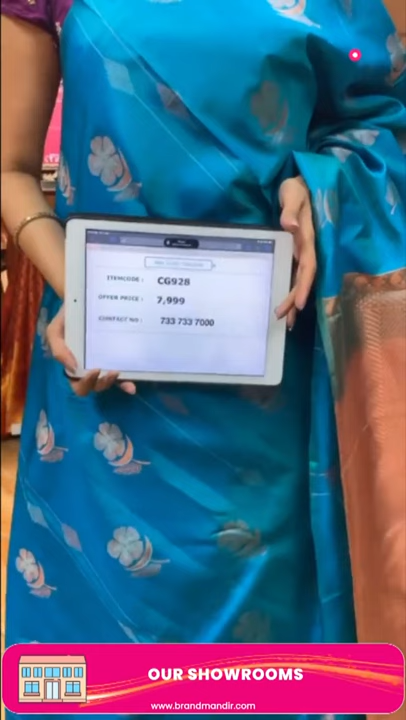 ITEMCODE : CG928
OFFER PRICE : 7,999
CONTACT NO : 733 733 7000
OUR SHOWROOMS
www.brandmandir.com